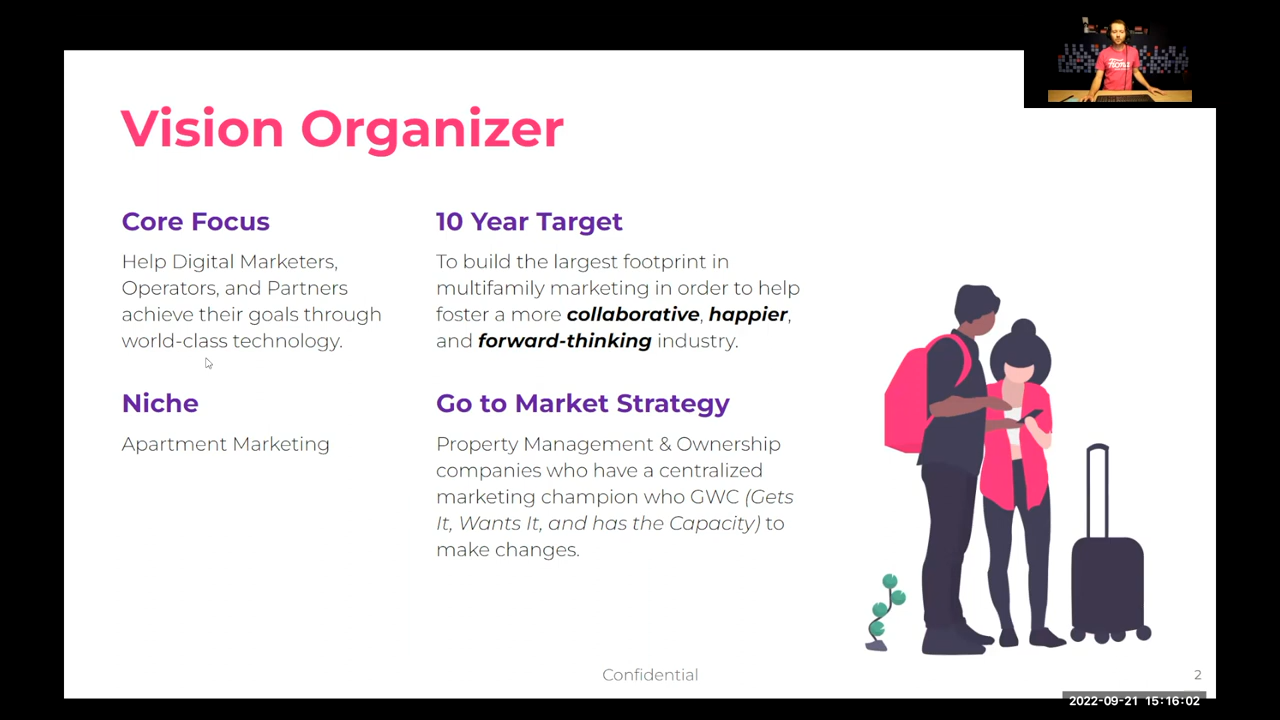 Vision Organizer
Core Focus
Help Digital Marketers,
Operators, and Partners
achieve their goals through
world-class technology.
Niche
Apartment Marketing
10 Year Target
To build the largest footprint in
multifamily marketing in order to help
foster a more collaborative, happier,
and forward-thinking industry.
Go to Market Strategy
Property Management & Ownership
companies who have a centralized
marketing champion who GWC (Gets
It, Wants It, and has the Capacity) to
make changes.
Confidential
2
2022-09-21 15:16:02